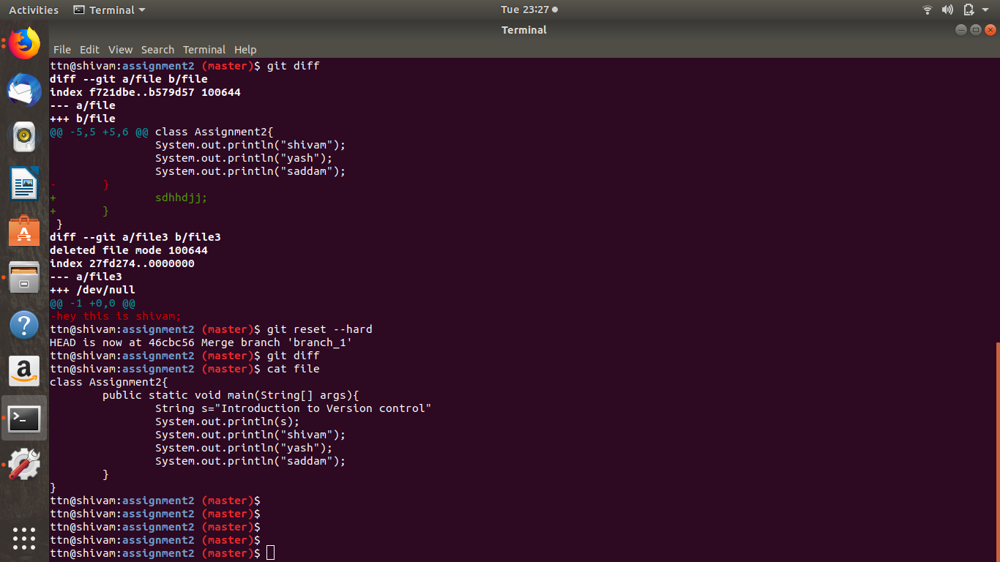 Activities Terminal Tue 23:27
Terminal
File Edit View Search Terminal Help
ttn@shivam:assignment2 (master)$ git diff
diff --git a/file b/file
index f721dbe..b579d57 100644
--- a/file
+++ b/file
@@ -5,5 +5,6 @@ class Assignment2{
                System.out.println("shivam");
                System.out.println("yash");
                System.out.println("saddam");
-       }
+               sdhhdjj;
+       }
 }
diff --git a/file3 b/file3
deleted file mode 100644
index 27fd274..0000000
--- a/file3
+++ /dev/null
@@ -1 +0,0 @@
-hey this is shivam;
ttn@shivam:assignment2 (master)$ git reset --hard
HEAD is now at 46cbc56 Merge branch 'branch_1'
ttn@shivam:assignment2 (master)$ git diff
ttn@shivam:assignment2 (master)$ cat file
class Assignment2{
        public static void main(String[] args){
                String s="Introduction to Version control"
                System.out.println(s);
                System.out.println("shivam");
                System.out.println("yash");
                System.out.println("saddam");
        }
}
ttn@shivam:assignment2 (master)$
ttn@shivam:assignment2 (master)$
ttn@shivam:assignment2 (master)$
ttn@shivam:assignment2 (master)$
ttn@shivam:assignment2 (master)$